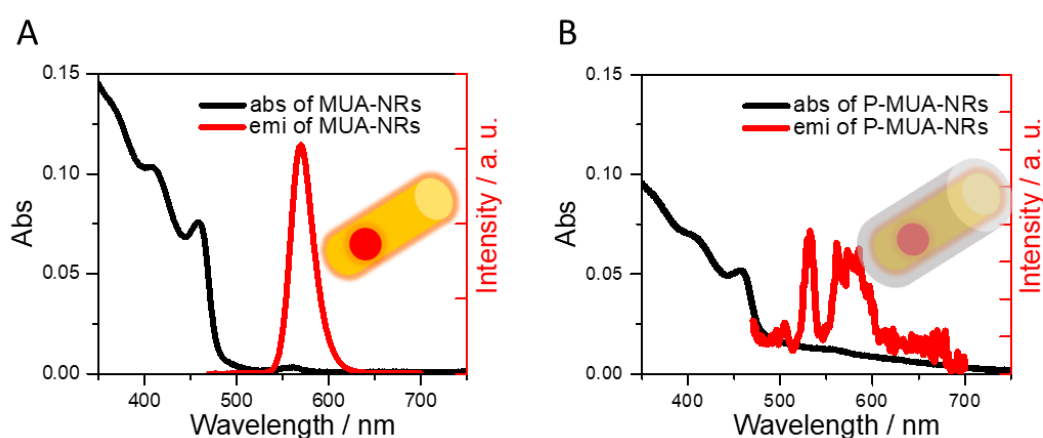 A
0.15
0.10
0.05
0.00
Abs
400
500
600
700
Wavelength / nm
Intensity / a. u.
abs of MUA-NRs
emi of MUA-NRs
B
0.15
0.10
0.05
0.00
Abs
400
500
600
700
Wavelength / nm
Intensity / a. u.
abs of P-MUA-NRs
emi of P-MUA-NRs